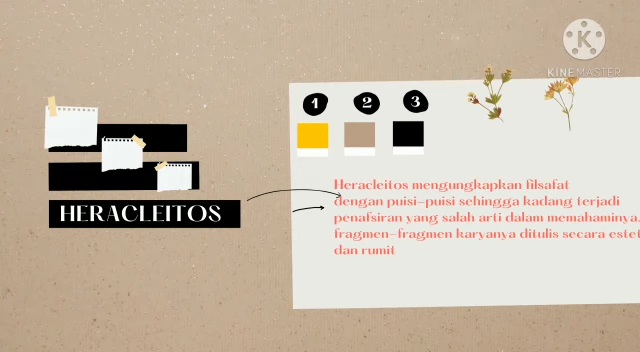 KINEMASTER
1 2 3
HERACLEITOS
Heracleitos mengungkapkan filsafat
dengan puisi-puisi sehingga kadang terjadi
penafsiran yang salah arti dalam memahaminya.
fragmen-fragmen karyanya ditulis secara estet
dan rumit